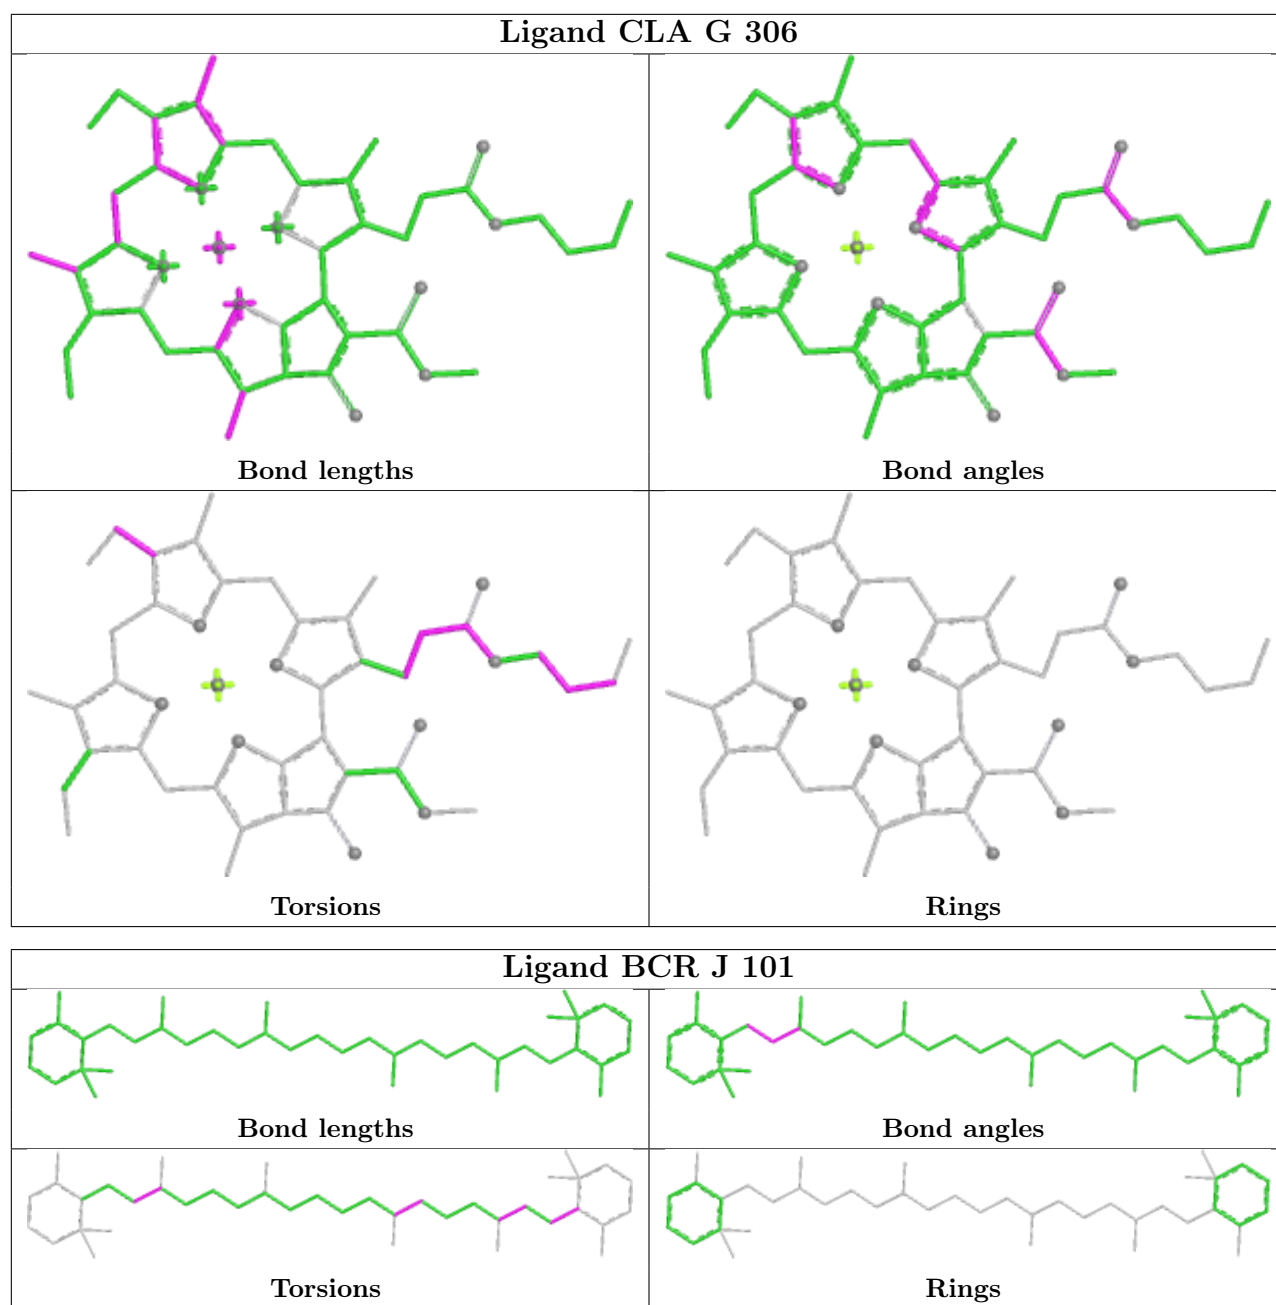 Ligand CLA G 306
Bond lengths
Bond angles
Torsions
Rings
Ligand BCR J 101
Bond lengths
Bond angles
Torsions
Rings